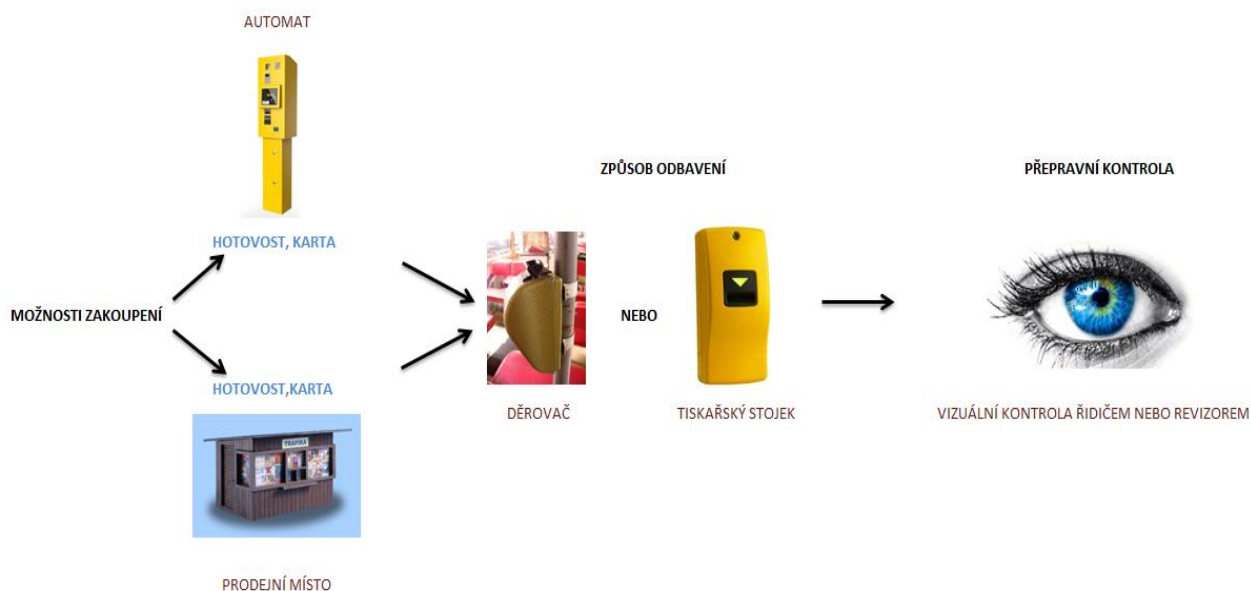 AUTOMAT
ZPŮSOB ODBAVENÍ
PŘEPRAVNÍ KONTROLA
HOTOVOST, KARTA
MOŽNOSTI ZAKOUPENÍ
NEBO
HOTOVOST,KARTA
DĚROVAČ
TISKAŘSKÝ STOJEK
VIZUÁLNÍ KONTROLA ŘIDIČEM NEBO REVIZOREM
TRAFIKA
PRODEJNÍ MÍSTO